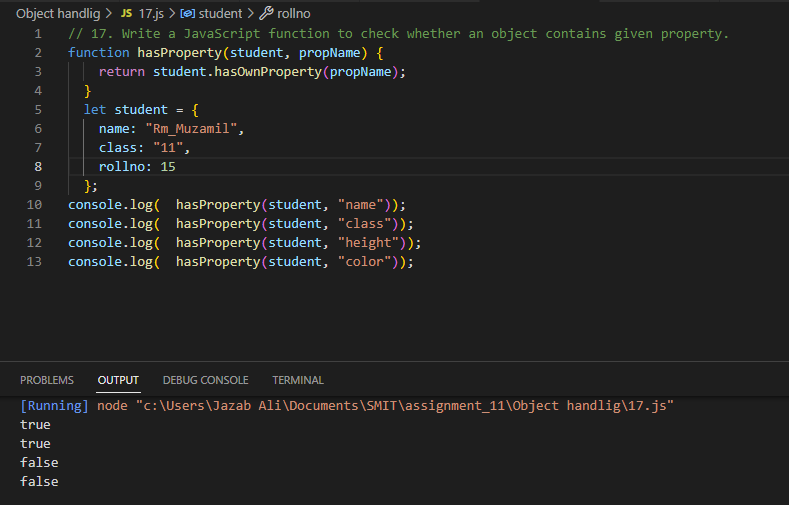 Object handlig > JS 17.js > student > rollno
1 // 17. Write a JavaScript function to check whether an object contains given property.
2 function hasProperty(student, propName) {
3 return student.hasOwnProperty(propName);
4 }
5 let student = {
6 name: "Rm_Muzamil",
7 class: "11",
8 rollno: 15
9 };
10 console.log(  hasProperty(student, "name"));
11 console.log(  hasProperty(student, "class"));
12 console.log(  hasProperty(student, "height"));
13 console.log(  hasProperty(student, "color"));
PROBLEMS OUTPUT DEBUG CONSOLE TERMINAL
[Running] node "c:\Users\Jazab Ali\Documents\SMIT\assignment_11\Object handlig\17.js"
true
true
false
false